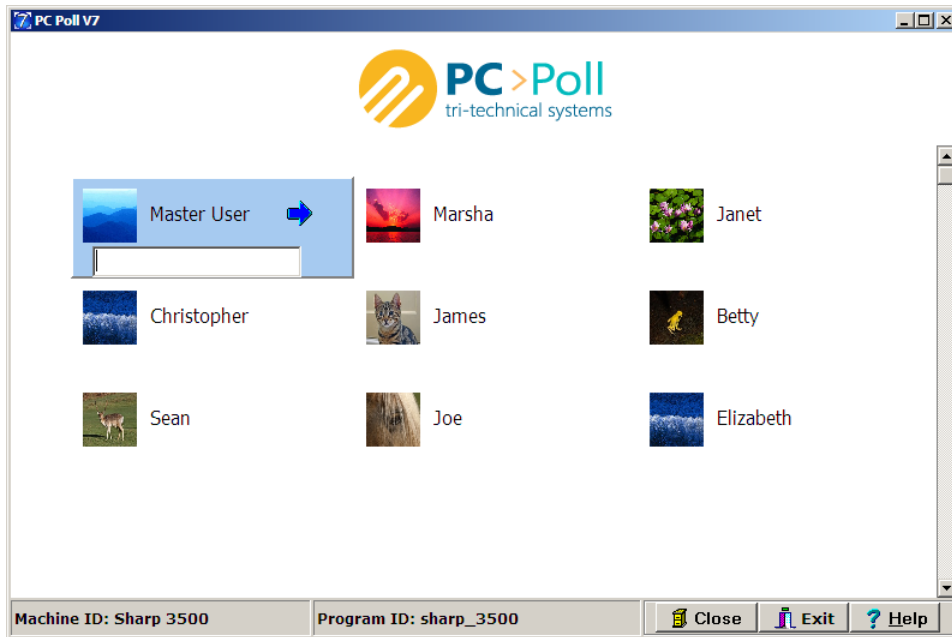 7 PC Poll V7
PC >Poll
tri-technical systems
Master User
Marsha
Janet
Christopher
James
Betty
Sean
Joe
Elizabeth
Machine ID: Sharp 3500
Program ID: sharp_3500
Close
Exit
? Help